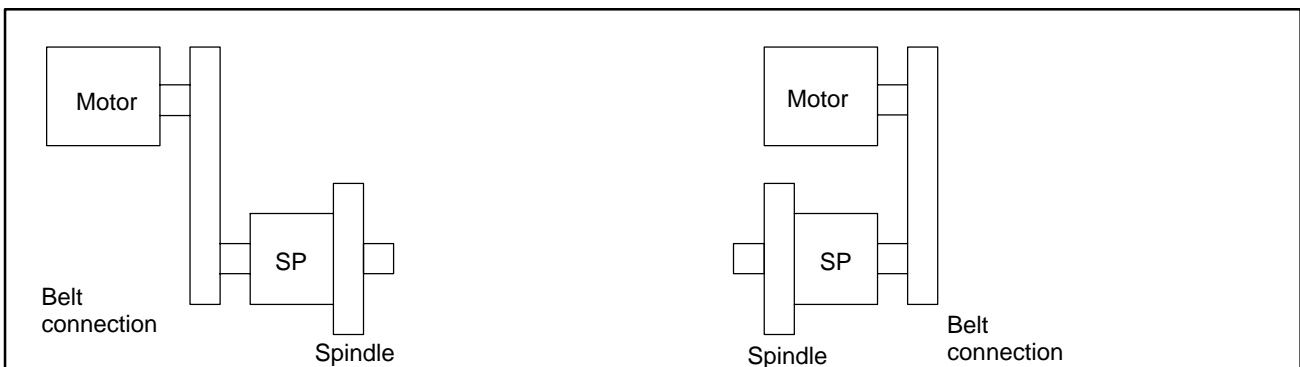 Motor
SP
Belt
connection
Spindle
Motor
SP
Spindle
Belt
connection